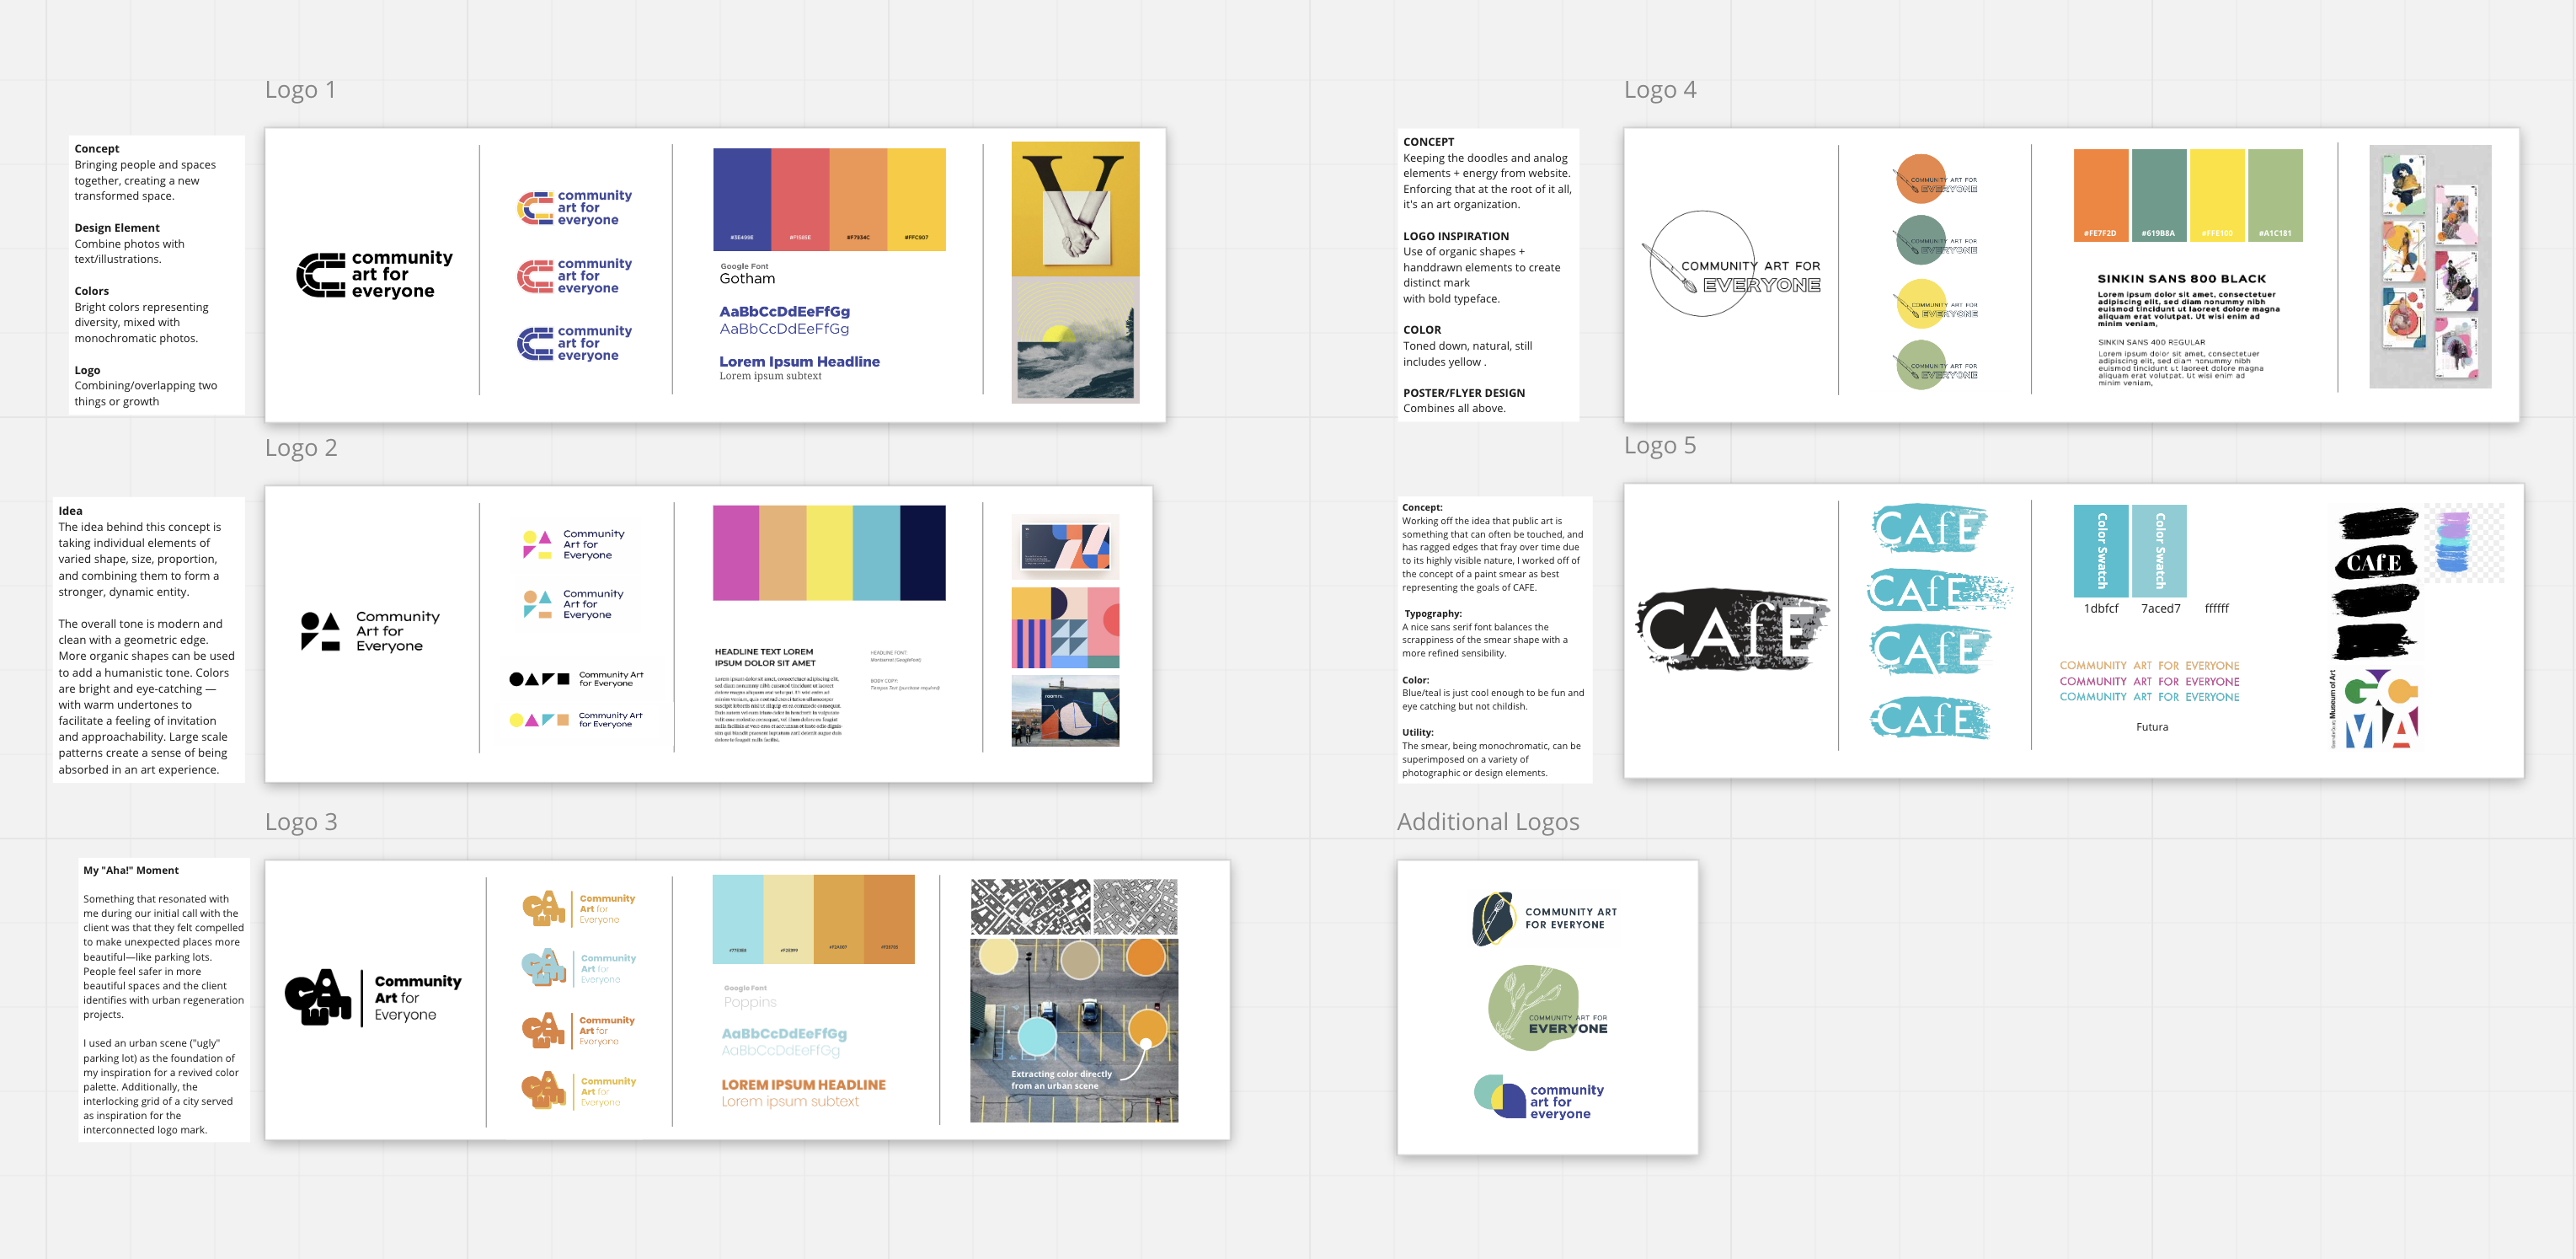 Logo 1
Concept
Bringing people and spaces
together, creating a new
transformed space.
Design Element
Combine photos with
text/illustrations.
Colors
Bright colors representing
diversity, mixed with
monochromatic photos.
Logo
Combining/overlapping two
things or growth
community
art for
everyone
community
art for
everyone
community
art for
everyone
community
art for
everyone
#FFC907
Google Font
Gotham
AaBbCcDdEeFfGg
AaBbCcDdEeFfGg
Lorem Ipsum Headline
Lorem ipsum subtext
V
Logo 2
Idea
The idea behind this concept is
taking individual elements of
varied shape, size, proportion,
and combining them to form a
stronger, dynamic entity.
The overall tone is modern and
clean with a geometric edge.
More organic shapes can be used
to add a humanistic tone. Colors
are bright and eye-catching —
with warm undertones to
facilitate a feeling of invitation
and approachability. Large scale
patterns create a sense of being
absorbed in an art experience.
Community
Art for
Everyone
Community
Art for
Everyone
Community
Art for
Everyone
Community Art
for Everyone
Community Art
for Everyone
HEADLINE TEXT LOREM
IPSUM DOLOR SIT AMET
HEADLINE FONT:
BODY COPY:
Logo 3
My "Aha!" Moment
Something that resonated with
me during our initial call with the
client was that they felt compelled
to make unexpected places more
beautiful—like parking lots.
People feel safer in more
beautiful spaces and the client
identifies with urban regeneration
projects.
I used an urban scene ("ugly"
parking lot) as the foundation of
my inspiration for a revived color
palette. Additionally, the
interlocking grid of a city served
as inspiration for the
interconnected logo mark.
Community
Art for
Everyone
Community
Art for
Everyone
Community
Art for
Everyone
Community
Art for
Everyone
Community
Art for
Everyone
Google Font
Poppins
AaBbCcDdEeFfGg
AaBbCcDdEeFfGg
LOREM IPSUM HEADLINE
Lorem ipsum subtext
Extracting color directly
from an urban scene
Logo 4
CONCEPT
Keeping the doodles and analog
elements + energy from website.
Enforcing that at the root of it all,
it's an art organization.
LOGO INSPIRATION
Use of organic shapes +
handdrawn elements to create
distinct mark
with bold typeface.
COLOR
Toned down, natural, still
includes yellow .
POSTER/FLYER DESIGN
Combines all above.
COMMUNITY ART FOR
EVERYONE
COMMUNITY ART FOR
EVERYONE
COMMUNITY ART FOR
EVERYONE
COMMUNITY ART FOR
EVERYONE
COMMUNITY ART FOR
EVERYONE
#FE7F2D
#619B8A
#FFE100
#A1C181
SINKIN SANS 800 BLACK
Lorem ipsum dolor sit amet, consectetuer
adipiscing elit, sed diam nonummy nibh
euismod tincidunt ut laoreet dolore magna
aliquam erat volutpat. Ut wisi enim ad
minim veniam,
SINKIN SANS 400 REGULAR
Lorem ipsum dolor sit amet, consectetuer
adipiscing elit, sed diam nonummy nibh
euismod tincidunt ut laoreet dolore magna
aliquam erat volutpat. Ut wisi enim ad
minim veniam,
Logo 5
Concept:
Working off the idea that public art is
something that can often be touched, and
has ragged edges that fray over time due
to its highly visible nature, I worked off of
the concept of a paint smear as best
representing the goals of CAFE.
Typography:
A nice sans serif font balances the
scrappiness of the smear shape with a
more refined sensibility.
Color:
Blue/teal is just cool enough to be fun and
eye catching but not childish.
Utility:
The smear, being monochromatic, can be
superimposed on a variety of
photographic or design elements.
CAfE
CAfE
CAfE
CAfE
CAfE
Color Swatch
Color Swatch
1dbfcf 7aced7 ffffff
COMMUNITY ART FOR EVERYONE
COMMUNITY ART FOR EVERYONE
COMMUNITY ART FOR EVERYONE
Futura
CAfE
Museum of Art
GOMA
Additional Logos
COMMUNITY ART
FOR EVERYONE
COMMUNITY ART FOR
EVERYONE
community
art for
everyone